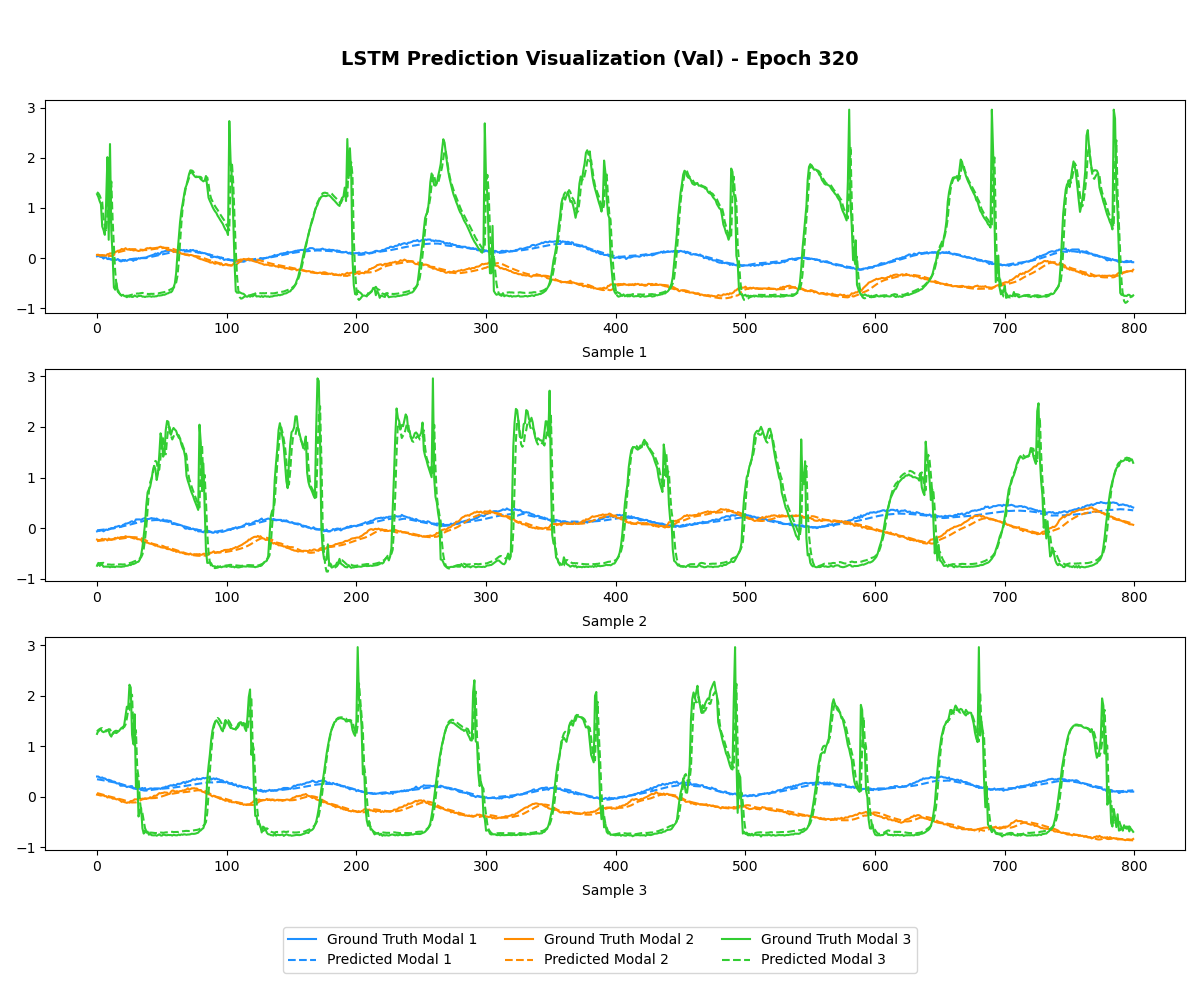 LSTM Prediction Visualization (Val) - Epoch 320
3
2
1
0
−1
0 100 200 300 400 500 600 700 800
Sample 1
3
2
1
0
−1
0 100 200 300 400 500 600 700 800
Sample 2
3
2
1
0
−1
0 100 200 300 400 500 600 700 800
Sample 3
Ground Truth Modal 1 Ground Truth Modal 2 Ground Truth Modal 3
Predicted Modal 1 Predicted Modal 2 Predicted Modal 3